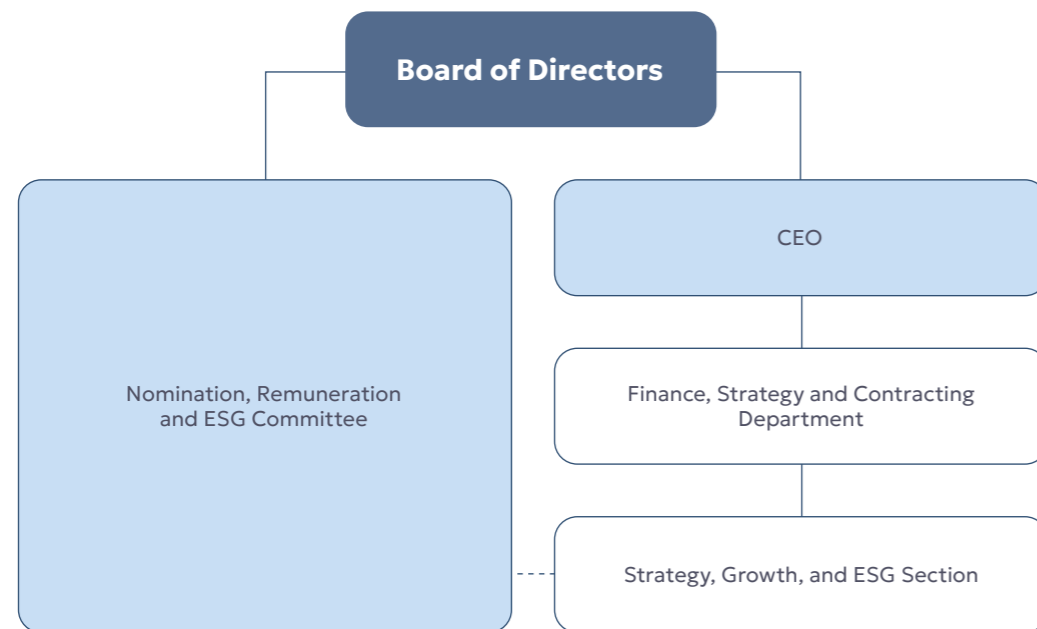 Board of Directors
Nomination, Remuneration
and ESG Committee
CEO
Finance, Strategy and Contracting
Department
Strategy, Growth, and ESG Section